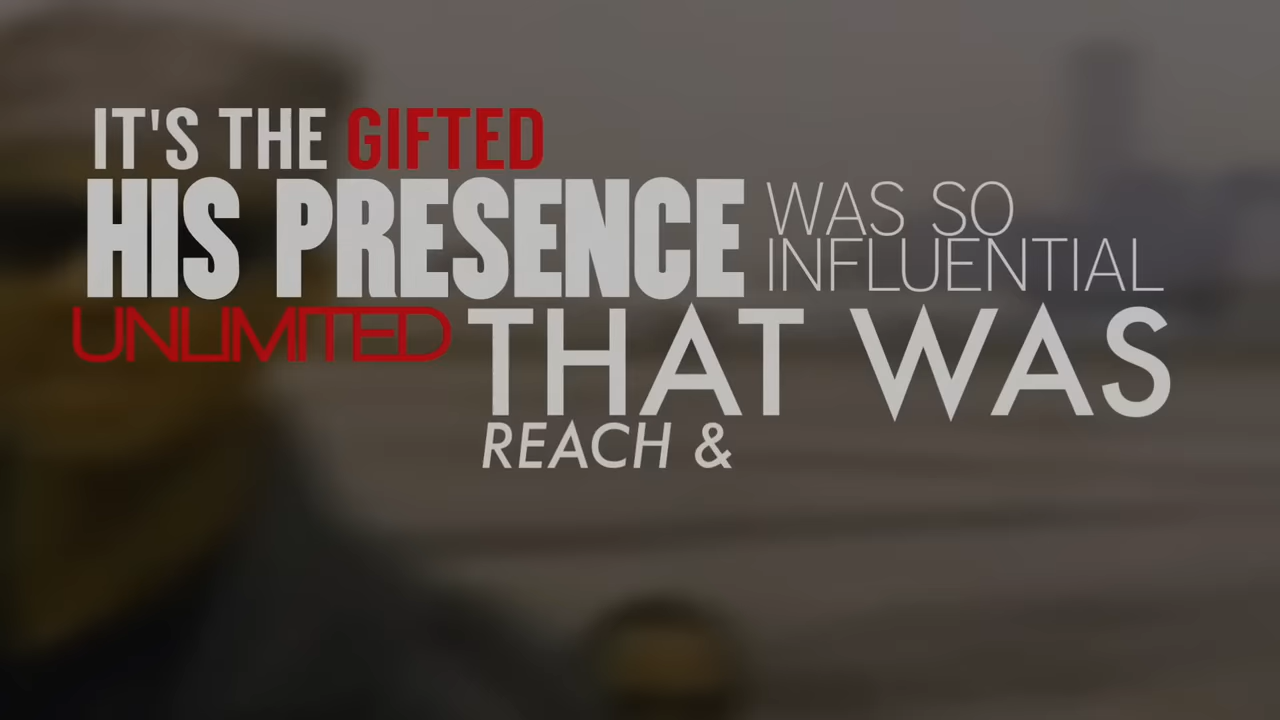 IT'S THE GIFTED
HIS PRESENCE WAS SO
INFLUENTIAL
UNLIMITED THAT WAS
REACH &